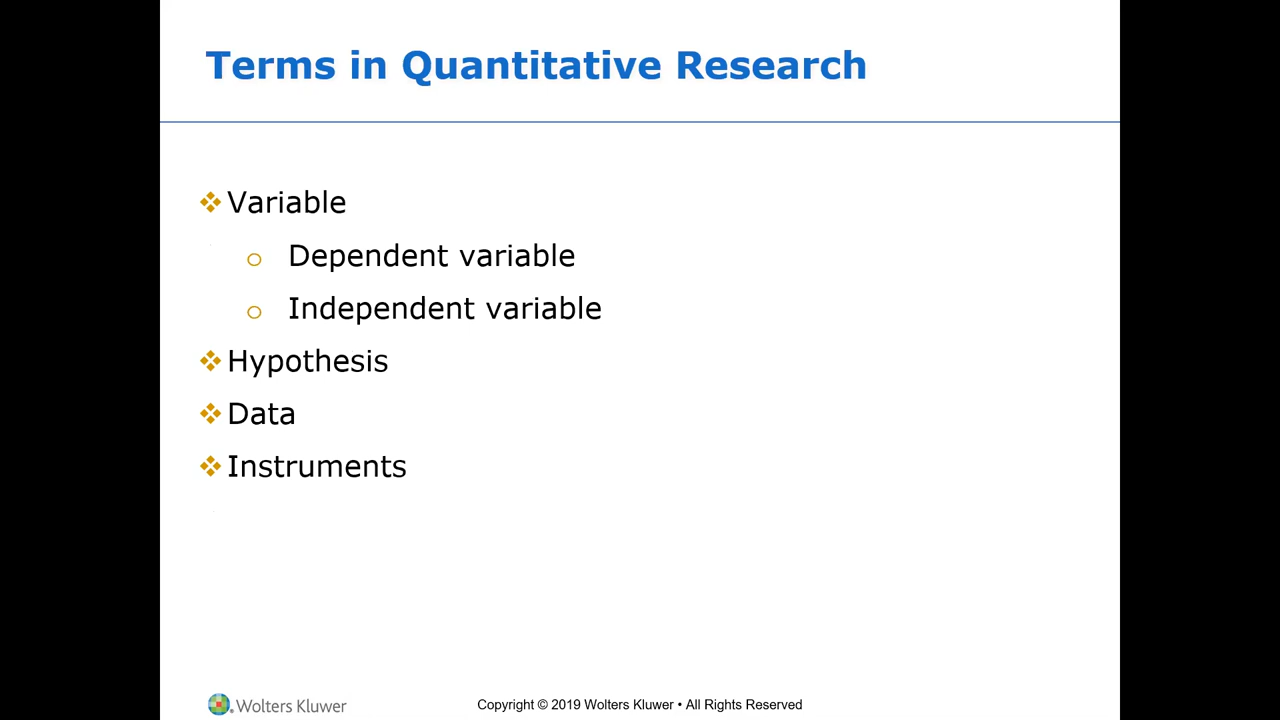 Terms in Quantitative Research
Variable
Dependent variable
Independent variable
Hypothesis
Data
Instruments
Wolters Kluwer
Copyright © 2019 Wolters Kluwer • All Rights Reserved